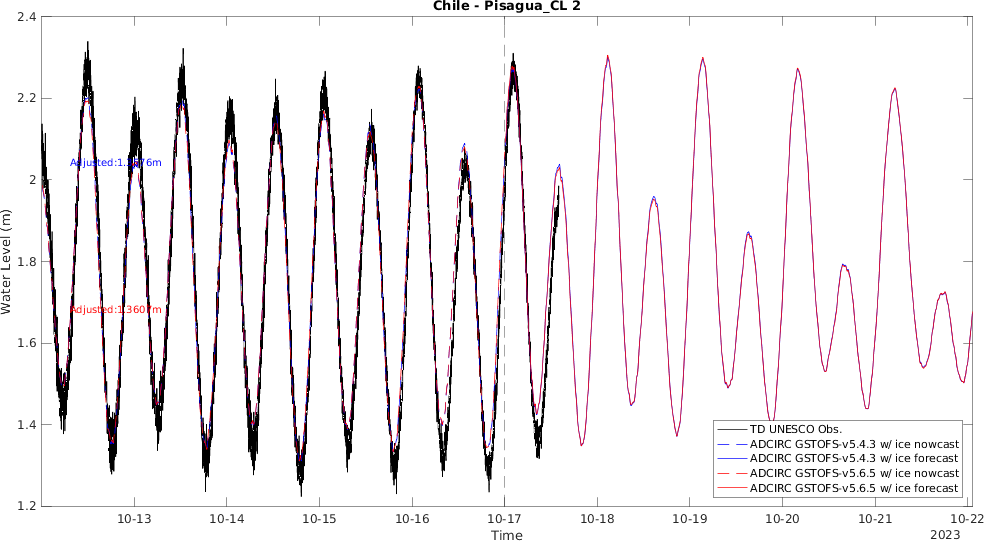 Chile - Pisagua_CL 2
2.4
2.2
2
1.8
1.6
1.4
1.2
Water Level (m)
Adjusted:1.3576m
Adjusted:1.3607m
10-13
10-14
10-15
10-16
10-17
10-18
10-19
10-20
10-21
10-22
2023
Time
TD UNESCO Obs.
ADCIRC GSTOFS-v5.4.3 w/ ice nowcast
ADCIRC GSTOFS-v5.4.3 w/ ice forecast
ADCIRC GSTOFS-v5.6.5 w/ ice nowcast
ADCIRC GSTOFS-v5.6.5 w/ ice forecast